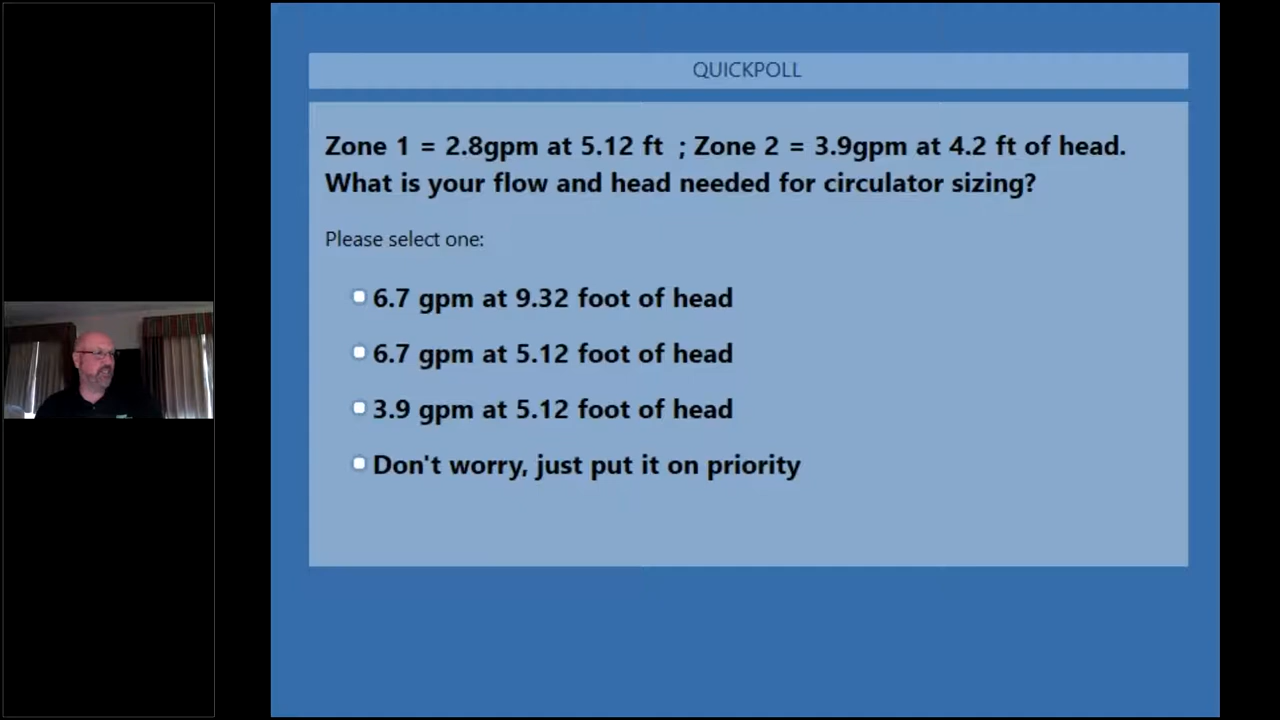 QUICKPOLL
Zone 1 = 2.8gpm at 5.12 ft ; Zone 2 = 3.9gpm at 4.2 ft of head.
What is your flow and head needed for circulator sizing?
Please select one:
6.7 gpm at 9.32 foot of head
6.7 gpm at 5.12 foot of head
3.9 gpm at 5.12 foot of head
Don't worry, just put it on priority